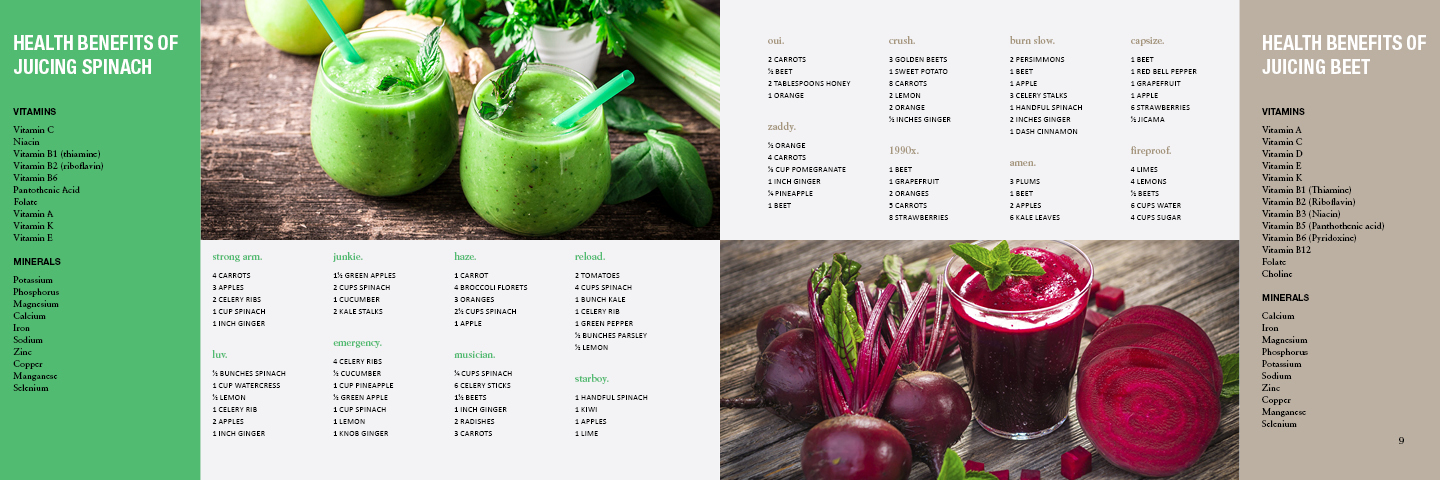 HEALTH BENEFITS OF
JUICING SPINACH
VITAMINS
Vitamin C
Niacin
Vitamin B1 (thiamine)
Vitamin B2 (riboflavin)
Vitamin B6
Pantothenic Acid
Folate
Vitamin A
Vitamin K
Vitamin E
MINERALS
Potassium
Phosphorus
Magnesium
Calcium
Iron
Sodium
Zinc
Copper
Manganese
Selenium
strong arm.
4 CARROTS
3 APPLES
2 CELERY RIBS
1 CUP SPINACH
1 INCH GINGER
luv.
½ BUNCHES SPINACH
1 CUP WATERCRESS
½ LEMON
1 CELERY RIB
2 APPLES
1 INCH GINGER
junkie.
1½ GREEN APPLES
2 CUPS SPINACH
1 CUCUMBER
2 KALE STALKS
emergency.
4 CELERY RIBS
½ CUCUMBER
1 CUP PINEAPPLE
½ GREEN APPLE
1 CUP SPINACH
1 LEMON
1 KNOB GINGER
haze.
1 CARROT
4 BROCCOLI FLORETS
3 ORANGES
2½ CUPS SPINACH
1 APPLE
musician.
¼ CUPS SPINACH
6 CELERY STICKS
1½ BEETS
1 INCH GINGER
2 RADISHES
3 CARROTS
reload.
2 TOMATOES
4 CUPS SPINACH
1 BUNCH KALE
1 CELERY RIB
1 GREEN PEPPER
½ BUNCHES PARSLEY
½ LEMON
starboy.
1 HANDFUL SPINACH
1 KIWI
1 APPLES
1 LIME
oui.
2 CARROTS
½ BEET
2 TABLESPOONS HONEY
1 ORANGE
zaddy.
½ ORANGE
4 CARROTS
CUP POMEGRANATE
1 INCH GINGER
¼ PINEAPPLE
1 BEET
crush.
3 GOLDEN BEETS
1 SWEET POTATO
8 CARROTS
2 LEMON
2 ORANGE
½ INCHES GINGER
1990x.
1 BEET
1 GRAPEFRUIT
2 ORANGES
5 CARROTS
8 STRAWBERRIES
burn slow.
2 PERSIMMONS
1 BEET
1 APPLE
3 CELERY STALKS
1 HANDFUL SPINACH
2 INCHES GINGER
1 DASH CINNAMON
amen.
3 PLUMS
1 BEET
2 APPLES
6 KALE LEAVES
capsize.
1 BEET
1 RED BELL PEPPER
1 GRAPEFRUIT
1 APPLE
6 STRAWBERRIES
½ JICAMA
fireproof.
4 LIMES
4 LEMONS
½ BEETS
6 CUPS WATER
4 CUPS SUGAR
HEALTH BENEFITS OF
JUICING BEET
VITAMINS
Vitamin A
Vitamin C
Vitamin D
Vitamin E
Vitamin K
Vitamin B1 (Thiamine)
Vitamin B2 (Riboflavin)
Vitamin B3 (Niacin)
Vitamin B5 (Panthothenic acid)
Vitamin B6 (Pyridoxine)
Vitamin B12
Folate
Choline
MINERALS
Calcium
Iron
Magnesium
Phosphorus
Potassium
Sodium
Zinc
Copper
Manganese
Selenium
9